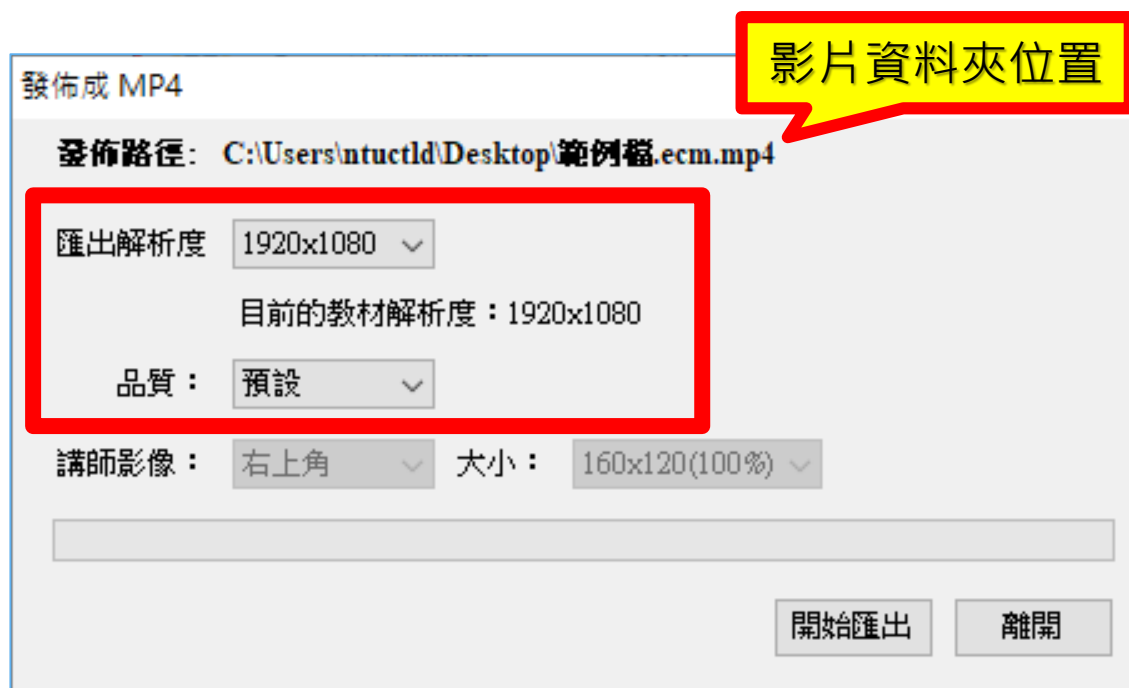 影片資料夾位置
發佈成 MP4
發佈路徑: C:\Users\ntuctld\Desktop\範例檔.ecm.mp4
匯出解析度 1920x1080
目前的教材解析度：1920x1080
品質： 預設
講師影像： 右上角 大小： 160x120(100%)
開始匯出 離開